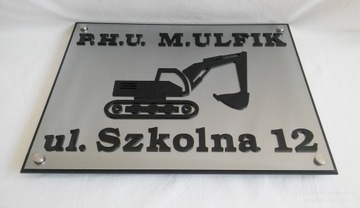 P.H.U. M.ULFIK
ul. Szkolna 12